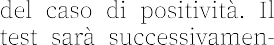 del caso di positività. Il
test sarà successivamen-